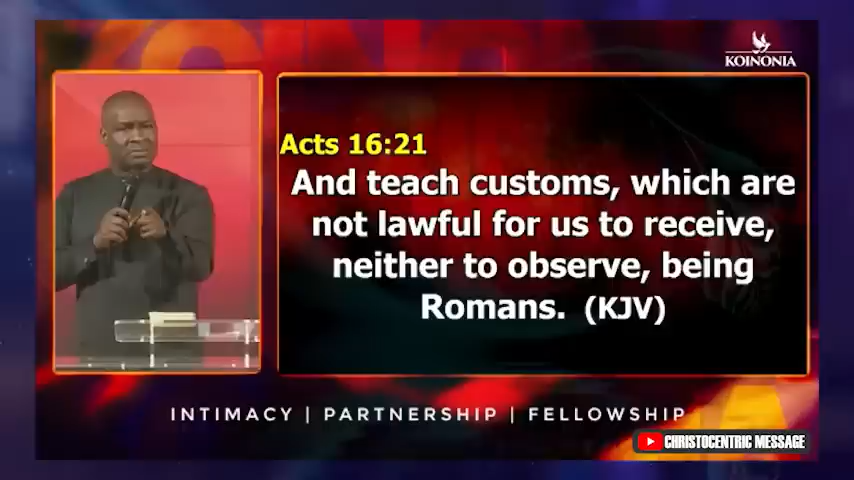 KOINONIA
Acts 16:21
And teach customs, which are
not lawful for us to receive,
neither to observe, being
Romans. (KJV)
INTIMACY | PARTNERSHIP | FELLOWSHIP
CHRISTOCENTRIC MESSAGE